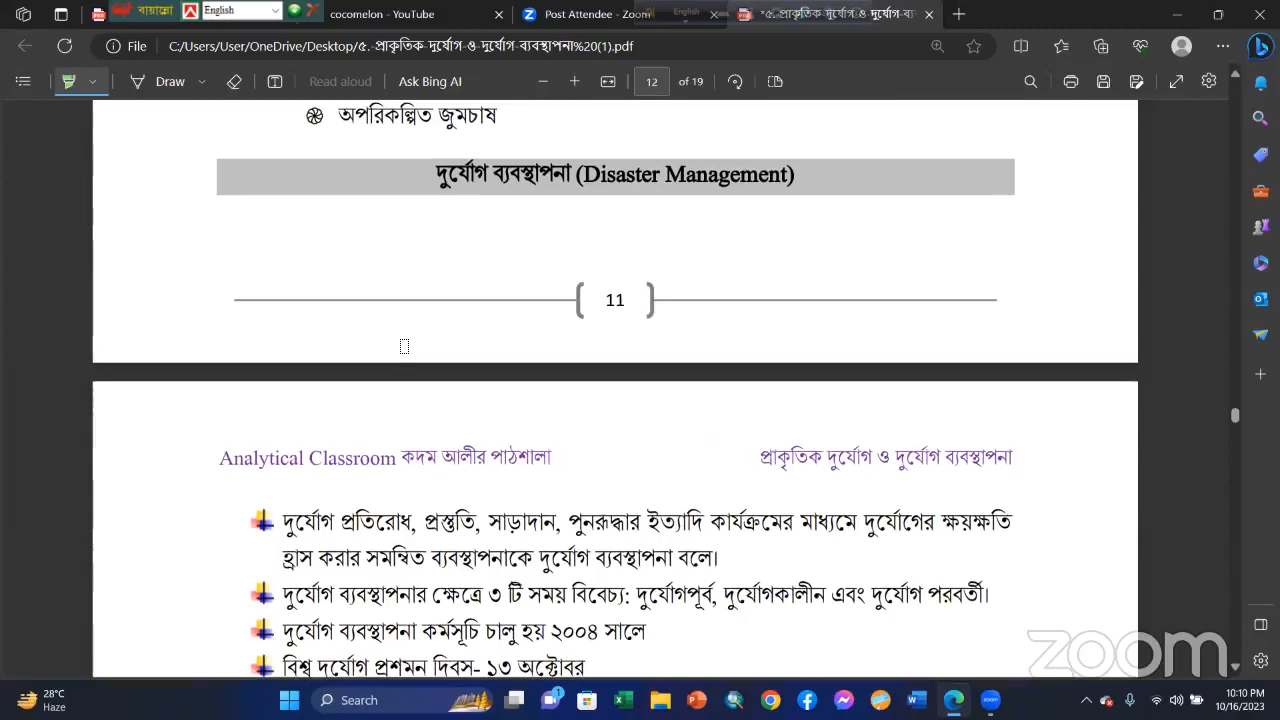 বায়ান্নো English cocomelon - YouTube Post Attendee - Zoom English ৫. প্রাকৃতিক দুর্যোগ ও দুর্যোগ-ব্য
File C:/Users/User/OneDrive/Desktop/৫. প্রাকৃতিক দুর্যোগ ও দুর্যোগ-ব্যবস্থাপনা%20(1).pdf
Draw Read aloud Ask Bing AI 12 of 19
অপরিকল্পিত জুমচাষ
দুর্যোগ ব্যবস্থাপনা (Disaster Management)
11
Analytical Classroom কদম আলীর পাঠশালা প্রাকৃতিক দুর্যোগ ও দুর্যোগ ব্যবস্থাপনা
দুর্যোগ প্রতিরোধ, প্রস্তুতি, সাড়াদান, পুনরূদ্ধার ইত্যাদি কার্যক্রমের মাধ্যমে দুর্যোগের ক্ষয়ক্ষতি
হ্রাস করার সমন্বিত ব্যবস্থাপনাকে দুর্যোগ ব্যবস্থাপনা বলে।
দুর্যোগ ব্যবস্থাপনার ক্ষেত্রে ৩ টি সময় বিবেচ্য: দুর্যোগপূর্ব, দুর্যোগকালীন এবং দুর্যোগ পরবর্তী।
দুর্যোগ ব্যবস্থাপনা কর্মসূচি চালু হয় ২০০৪ সালে
বিশ্ব দর্যোগ প্রশমন দিবস- ১৩ অক্টোবর
zoom
28°C Search 1 10:10 PM
Haze 10/16/2023